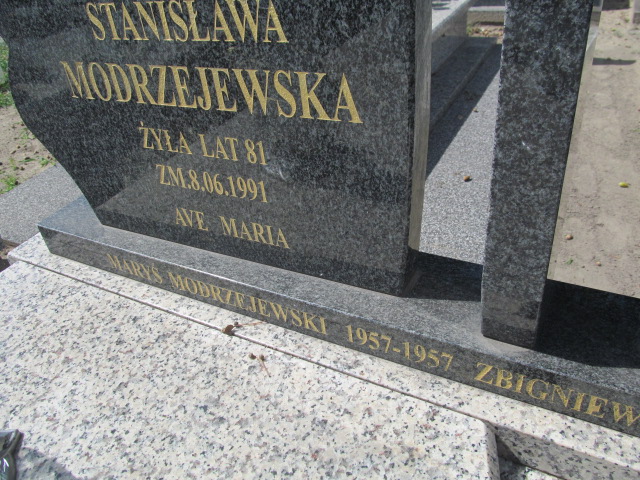 STANISŁAWA
MODRZEJEWSKA
ŻYŁA LAT 81
ZM.8.06.1991
AVE MARIA
MARYŚ MODRZEJEWSKI 1957-1957 ZBIGNIEW